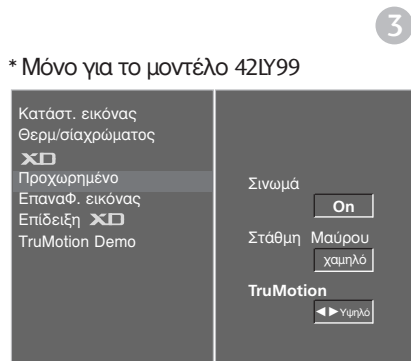 3
* Μόνο για το μοντέλο 42LY99
Κατάστ. εικόνας
Θερμ/σίαχρώματος
XD
Προχωρημένο
ΕπαναΦ. εικόνας
Επίδειξη XD
TruMotion Demo
Σινωμά
On
Στάθμη Μαύρου
χαμηλό
TruMotion
◀ ▶ Υψηλό